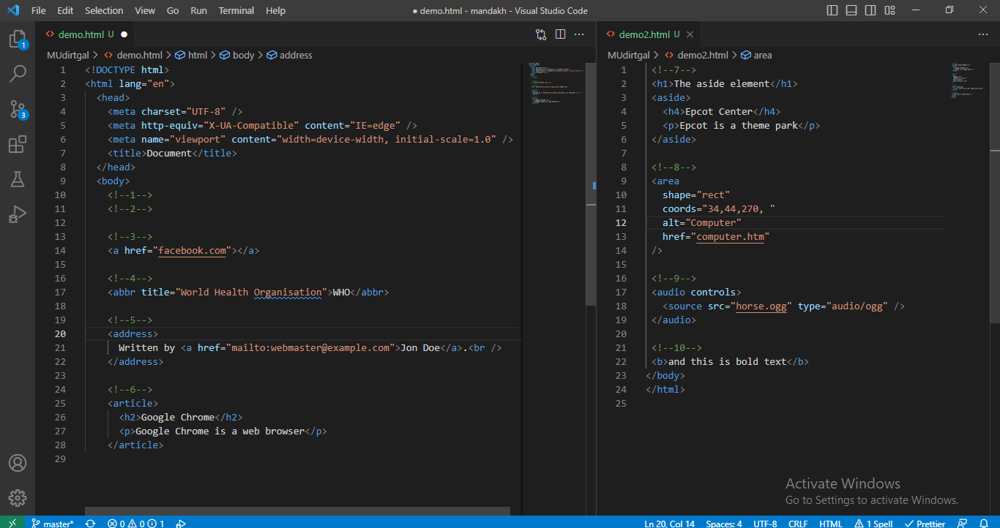 File Edit Selection View Go Run Terminal Help
● demo.html - mandakh - Visual Studio Code
demo.html U ●
MUdirtgal > demo.html > html > body > address
1 <!DOCTYPE html>
2 <html lang="en">
3 <head>
4 <meta charset="UTF-8" />
5 <meta http-equiv="X-UA-Compatible" content="IE=edge" />
6 <meta name="viewport" content="width=device-width, initial-scale=1.0" />
7 <title>Document</title>
8 </head>
9 <body>
10 <!--1-->
11 <!--2-->
12
13 <!--3-->
14 <a href="facebook.com"></a>
15
16 <!--4-->
17 <abbr title="World Health Organisation">WHO</abbr>
18
19 <!--5-->
20 <address>
21 Written by <a href="mailto:webmaster@example.com">Jon Doe</a>.<br />
22 </address>
23
24 <!--6-->
25 <article>
26 <h2>Google Chrome</h2>
27 <p>Google Chrome is a web browser</p>
28 </article>
29
demo2.html U
MUdirtgal > demo2.html > area
1 <!--7-->
2 <h1>The aside element</h1>
3 <aside>
4 <h4>Epcot Center</h4>
5 <p>Epcot is a theme park</p>
6 </aside>
7
8 <!--8-->
9 <area
10 shape="rect"
11 coords="34,44,270, "
12 alt="Computer"
13 href="computer.htm"
14 />
15
16 <!--9-->
17 <audio controls>
18 <source src="horse.ogg" type="audio/ogg" />
19 </audio>
20
21 <!--10-->
22 <b>and this is bold text</b>
23 </body>
24 </html>
25
1
3
Activate Windows
Go to Settings to activate Windows.
master* 0 0 1 Ln 20, Col 14 Spaces: 4 UTF-8 CRLF HTML 1 Spell Prettier